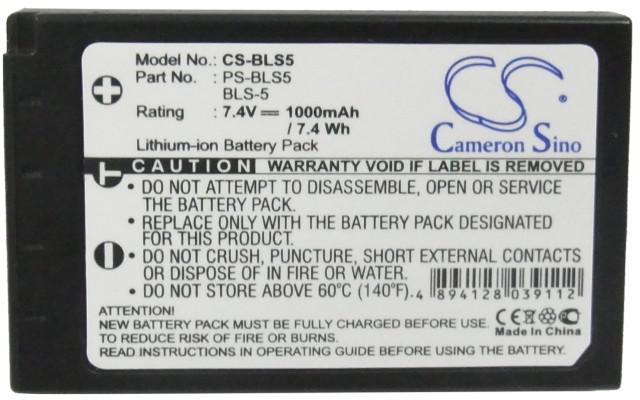 Model No.: CS-BLS5
Part No. : PS-BLS5
BLS-5
Rating : 7.4V 1000mAh
/ 7.4 Wh
Lithium-ion Battery Pack
CS
Cameron Sino
CAUTION WARRANTY VOID IF LABEL IS REMOVED
• DO NOT ATTEMPT TO DISASSEMBLE, OPEN OR SERVICE
THE BATTERY PACK.
• REPLACE ONLY WITH THE BATTERY PACK DESIGNATED
FOR THIS PRODUCT.
• DO NOT CRUSH, PUNCTURE, SHORT EXTERNAL CONTACTS
OR DISPOSE OF IN FIRE OR WATER.
• DO NOT STORE ABOVE 60°C (140°F).
4 894128 039112
ATTENTION!
NEW BATTERY PACK MUST BE FULLY CHARGED BEFORE USE.
TO PREVENT RISK OF FIRE OR BURNS.
READ INSTRUCTIONS IN OPERATING GUIDE BEFORE USING BATTERY.
CE
Made In China